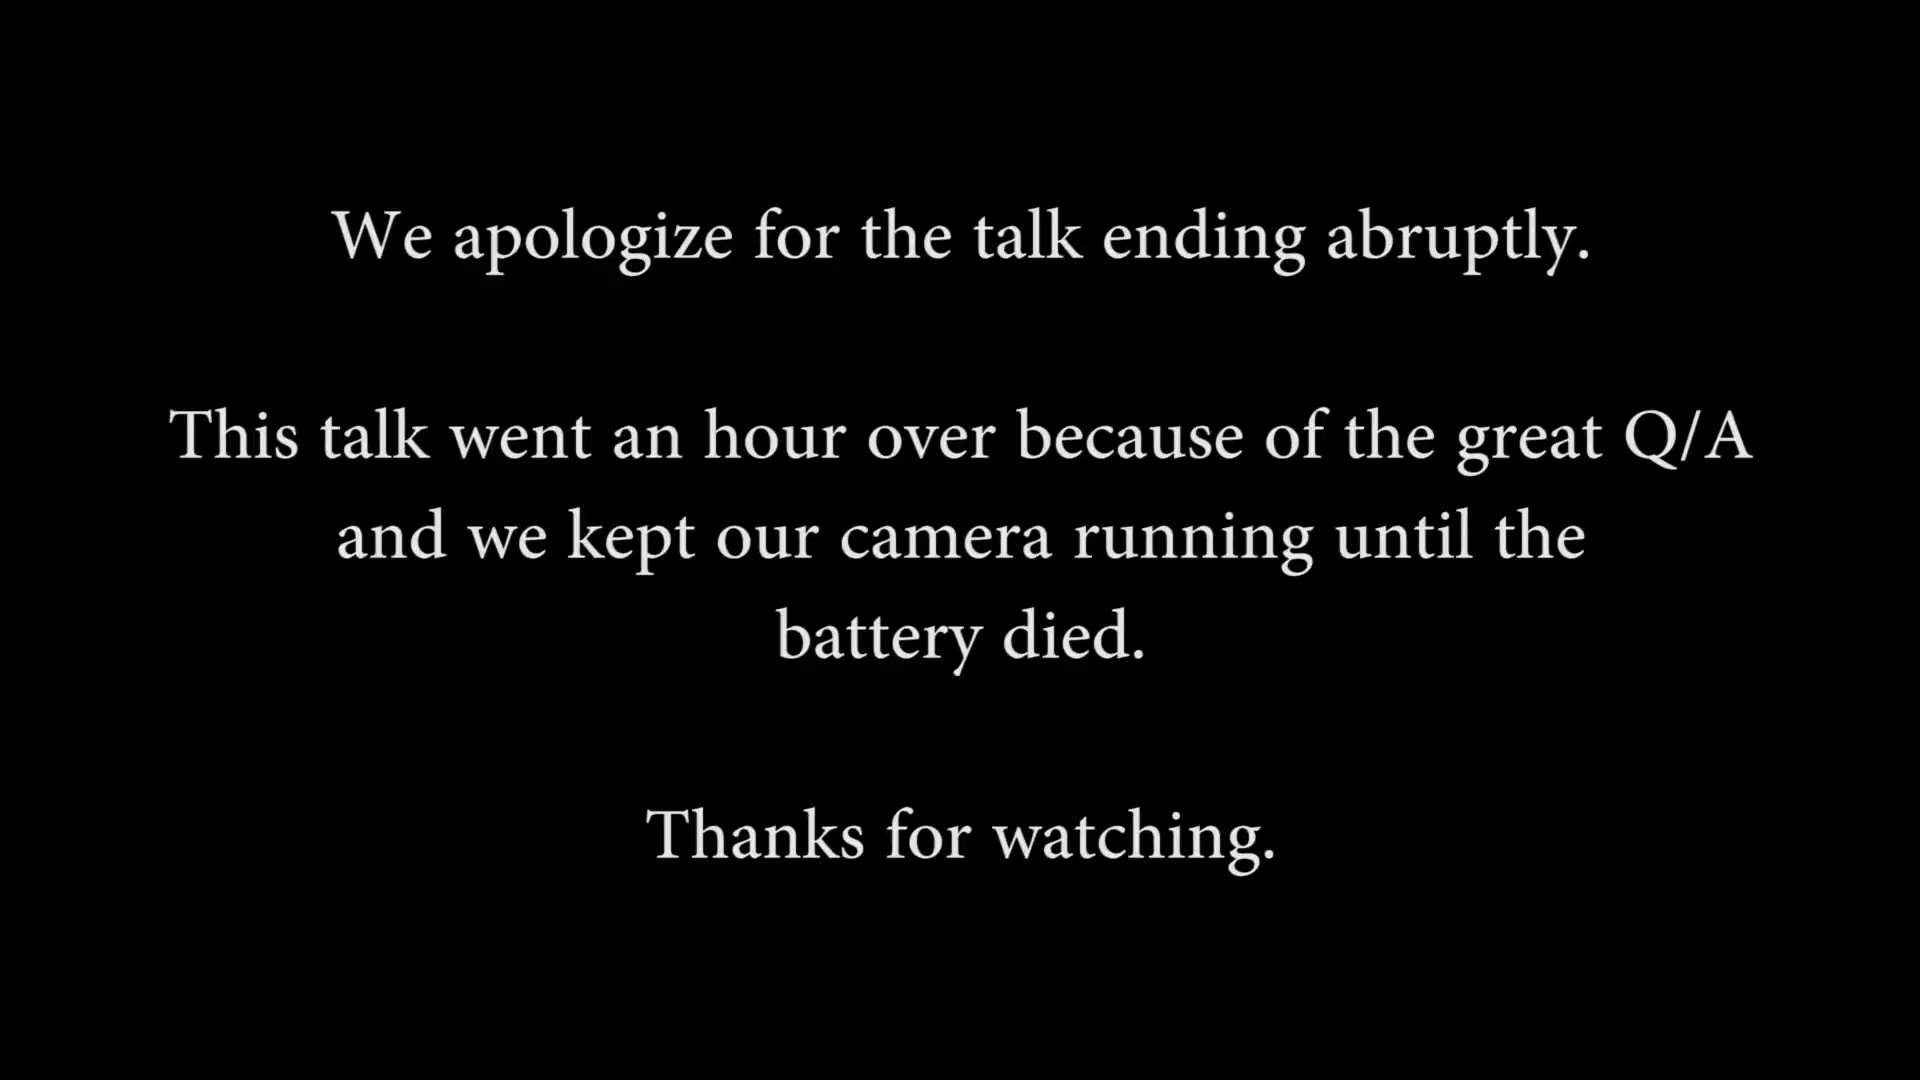 We apologize for the talk ending abruptly.
This talk went an hour over because of the great Q/A
and we kept our camera running until the
battery died.
Thanks for watching.